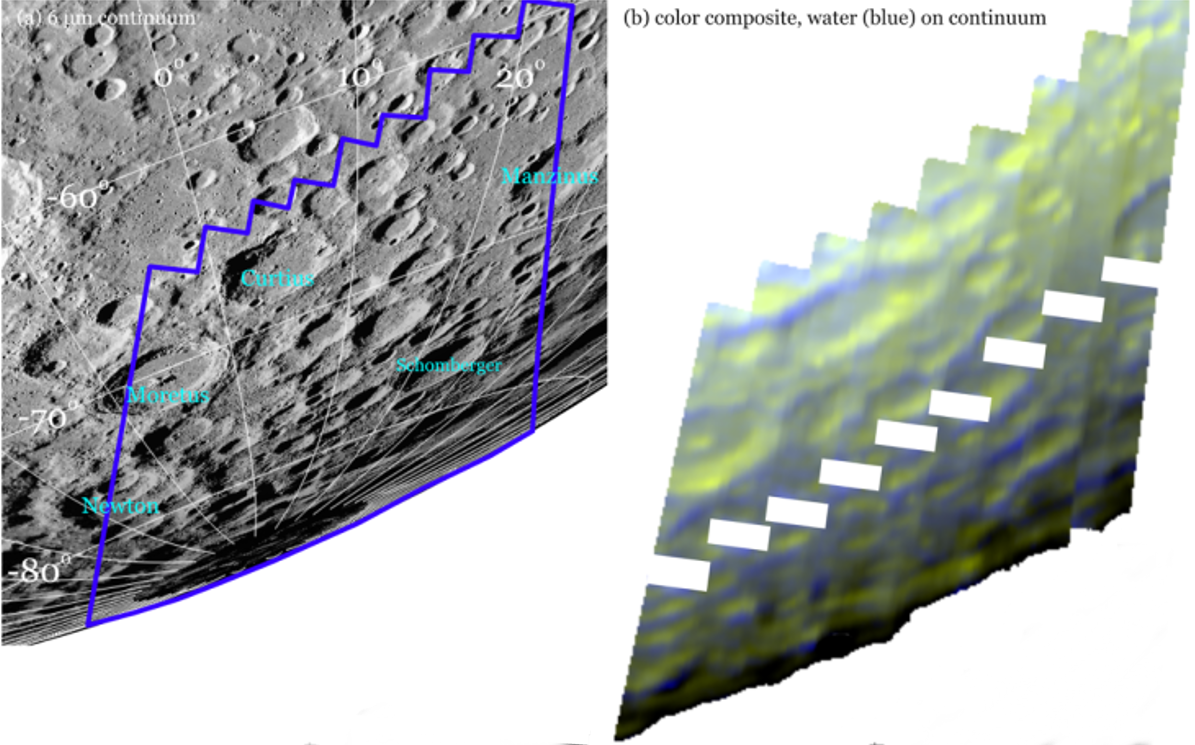 (a) 6 μm continuum
(b) color composite, water (blue) on continuum
0°
10°
20°
Manzinus
-60°
Curtius
Schomberger
Moretus
-70°
Newton
-80°